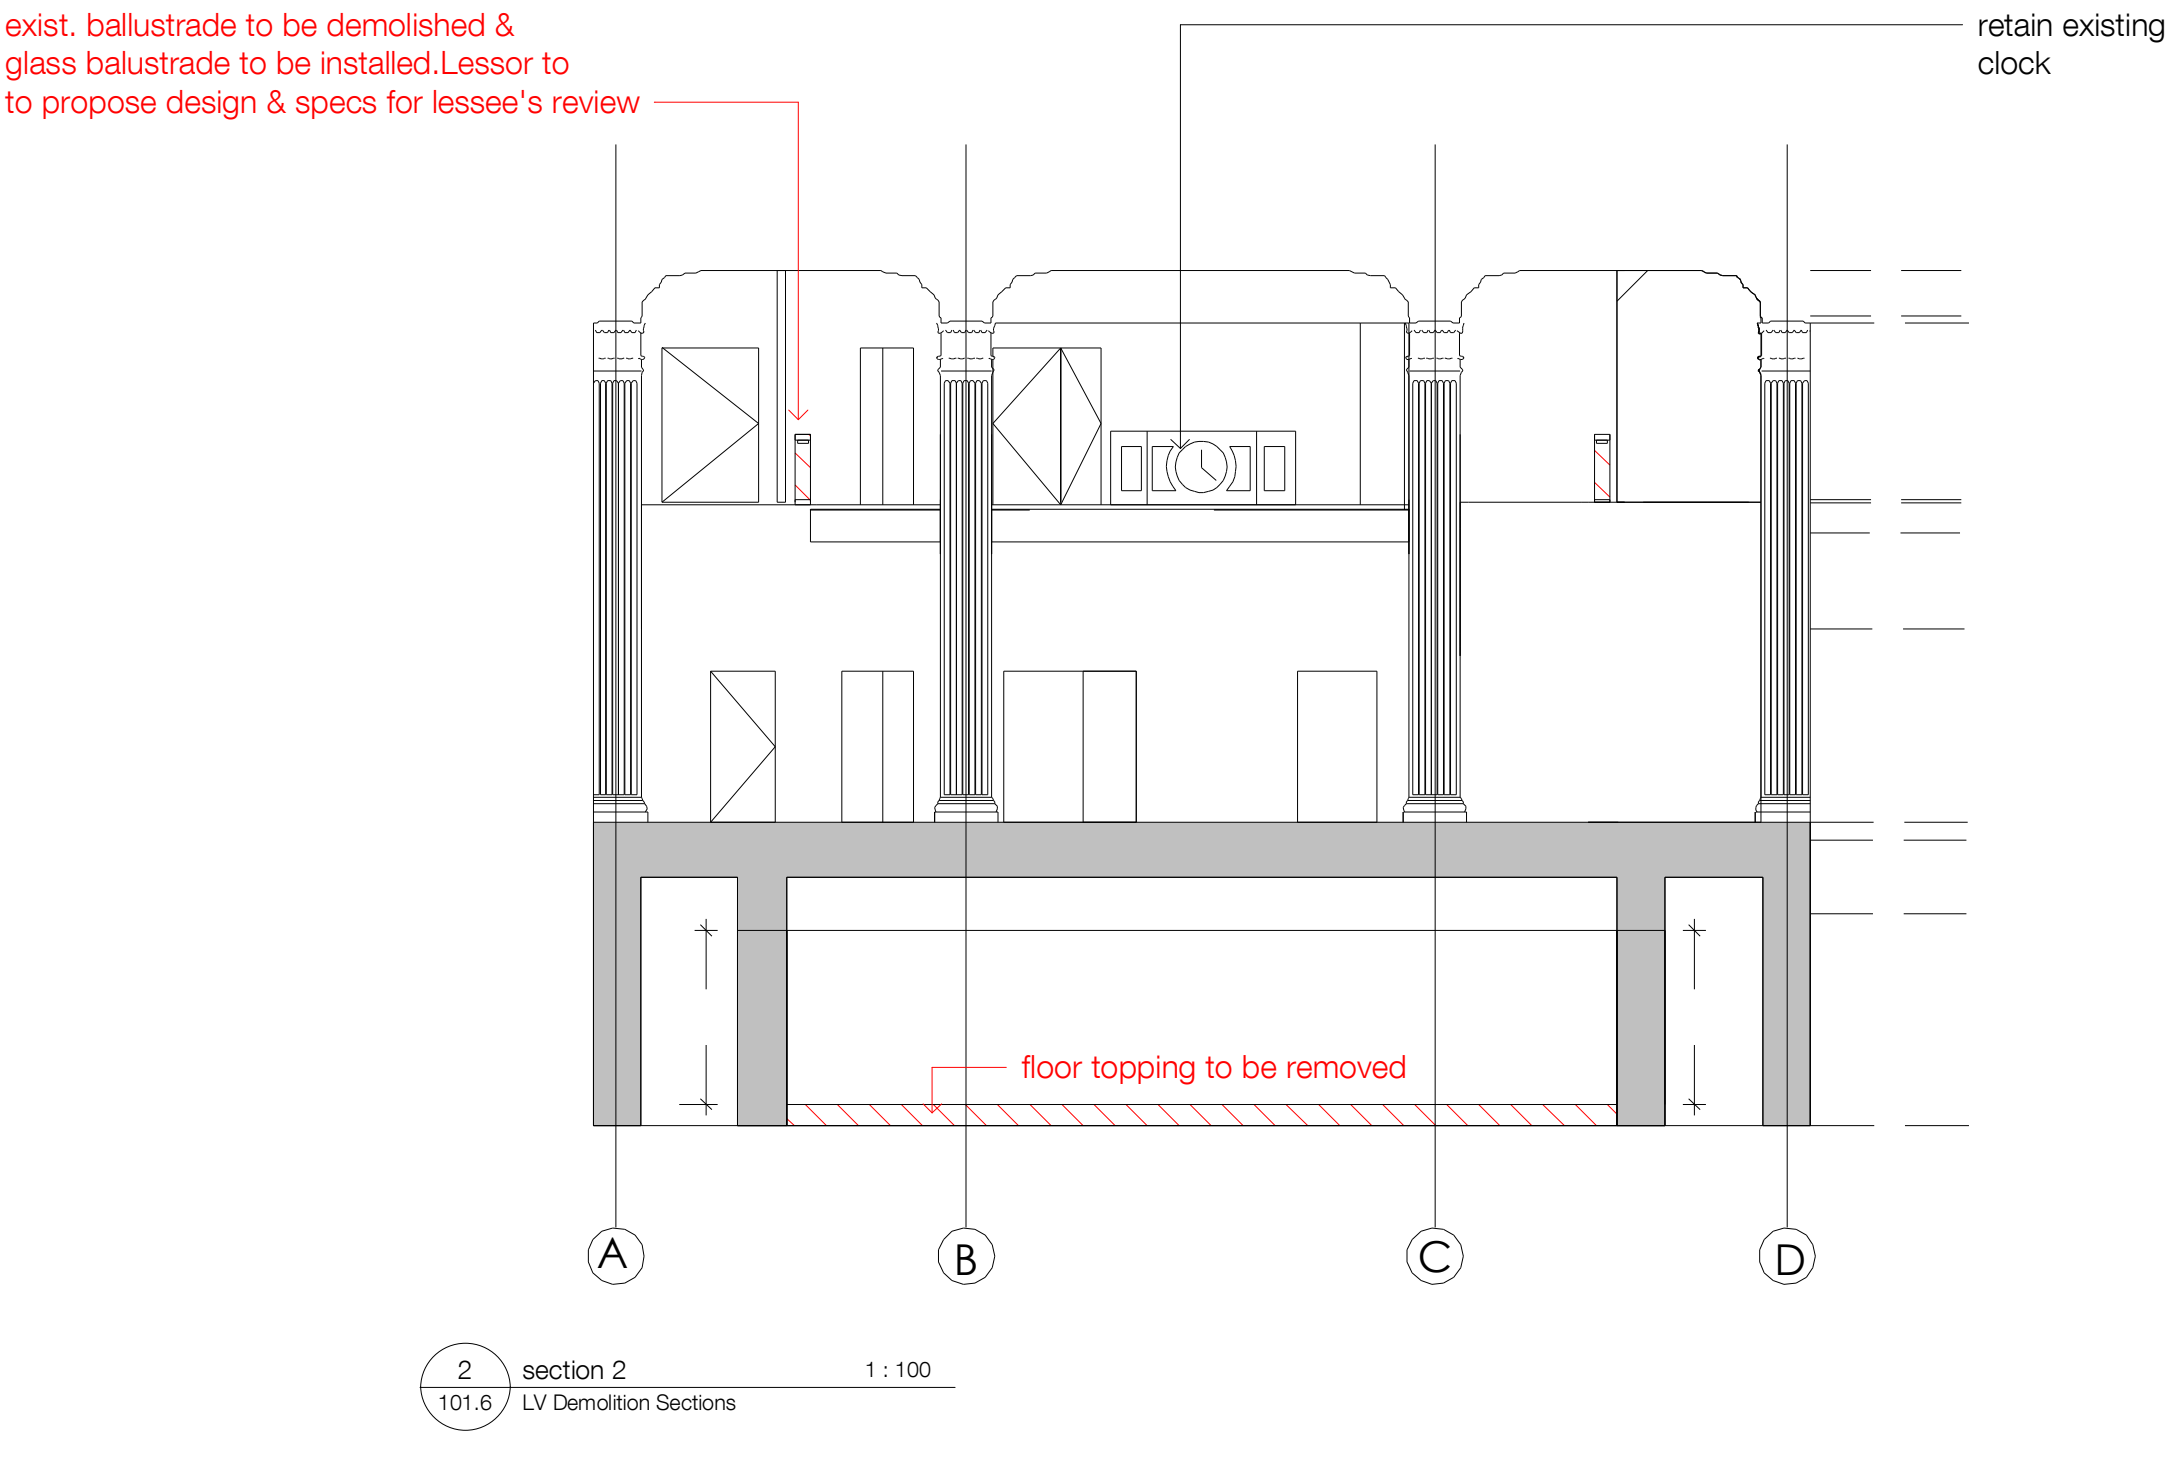 exist. ballustrade to be demolished &
glass balustrade to be installed.Lessor to
to propose design & specs for lessee's review
retain existing
clock
floor topping to be removed
A
B
C
D
2
section 2
1 : 100
101.6
LV Demolition Sections